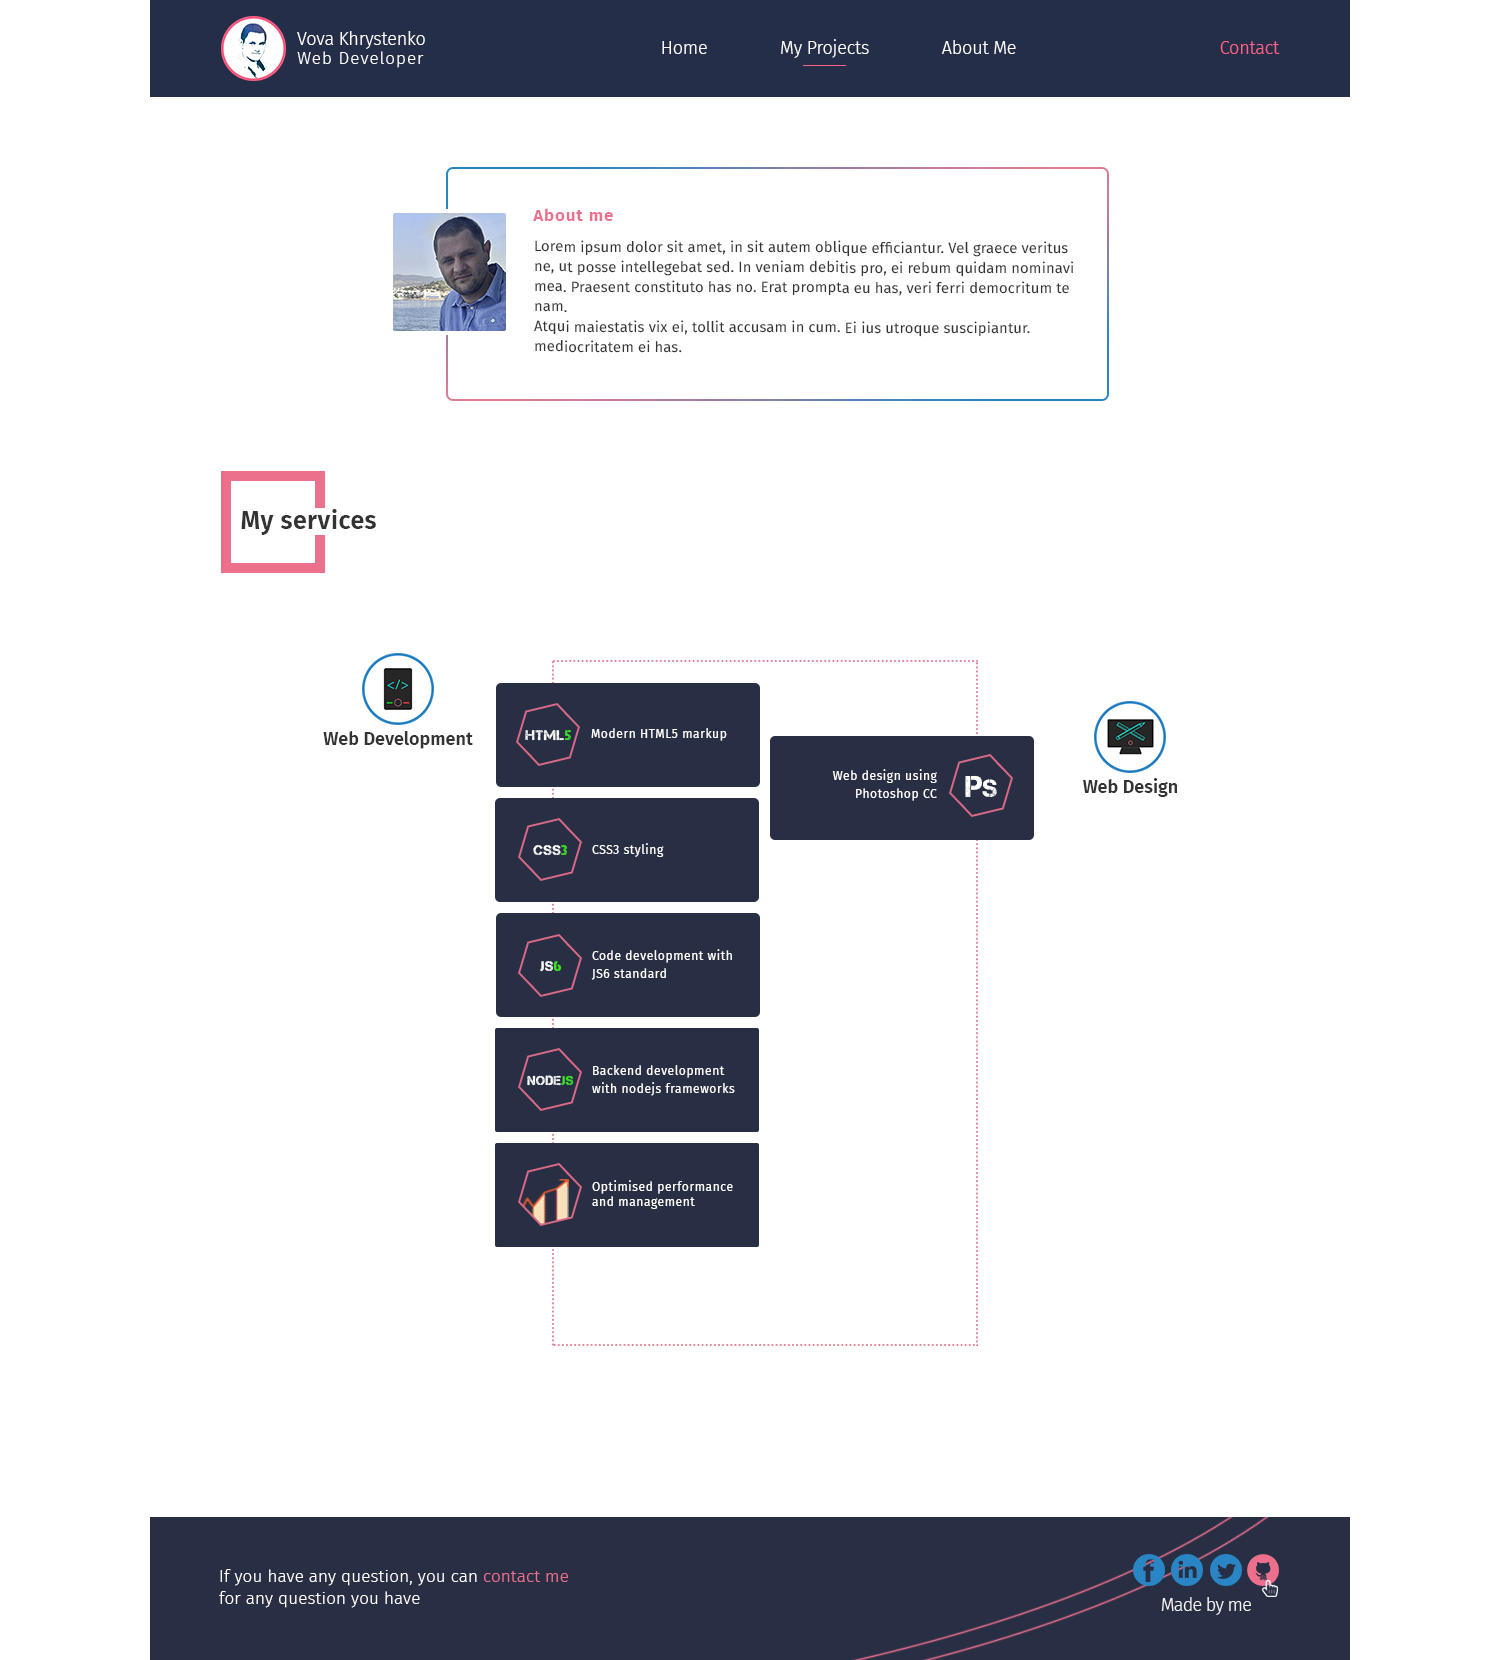 Vova Khrystenko
Web Developer
Home
My Projects
About Me
Contact
About me
Lorem ipsum dolor sit amet, in sit autem oblique efficiantur. Vel graece veritus
ne, ut posse intellegebat sed. In veniam debitis pro, ei rebum quidam nominavi
mea. Praesent constituto has no. Erat prompta eu has, veri ferri democritum te
nam.
Atqui maiestatis vix ei, tollit accusam in cum. Ei ius utroque suscipiantur.
mediocritatem ei has.
My services
</>
Web Development
HTML5
Modern HTML5 markup
Web design using
Photoshop CC
Ps
Web Design
CSS3
CSS3 styling
JS6
Code development with
JS6 standard
NODEJS
Backend development
with nodejs frameworks
Optimised performance
and management
If you have any question, you can contact me
for any question you have
f
in
Made by me